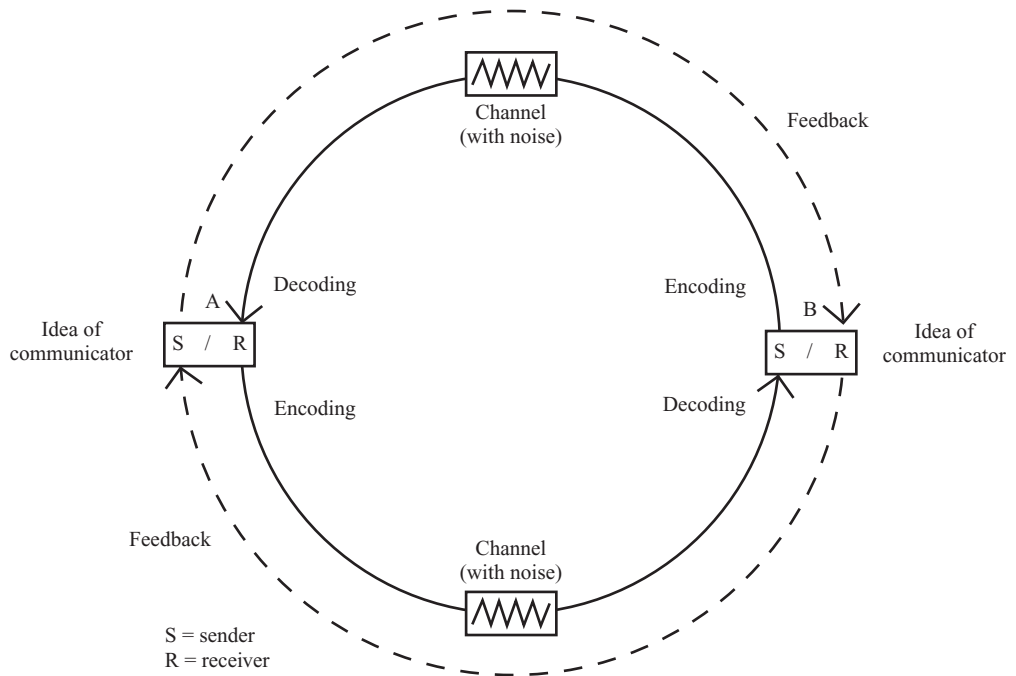 Channel
(with noise)
Feedback
Decoding
Encoding
A
B
Idea of
communicator
S / R
S / R
Idea of
communicator
Encoding
Decoding
Feedback
Channel
(with noise)
S = sender
R = receiver